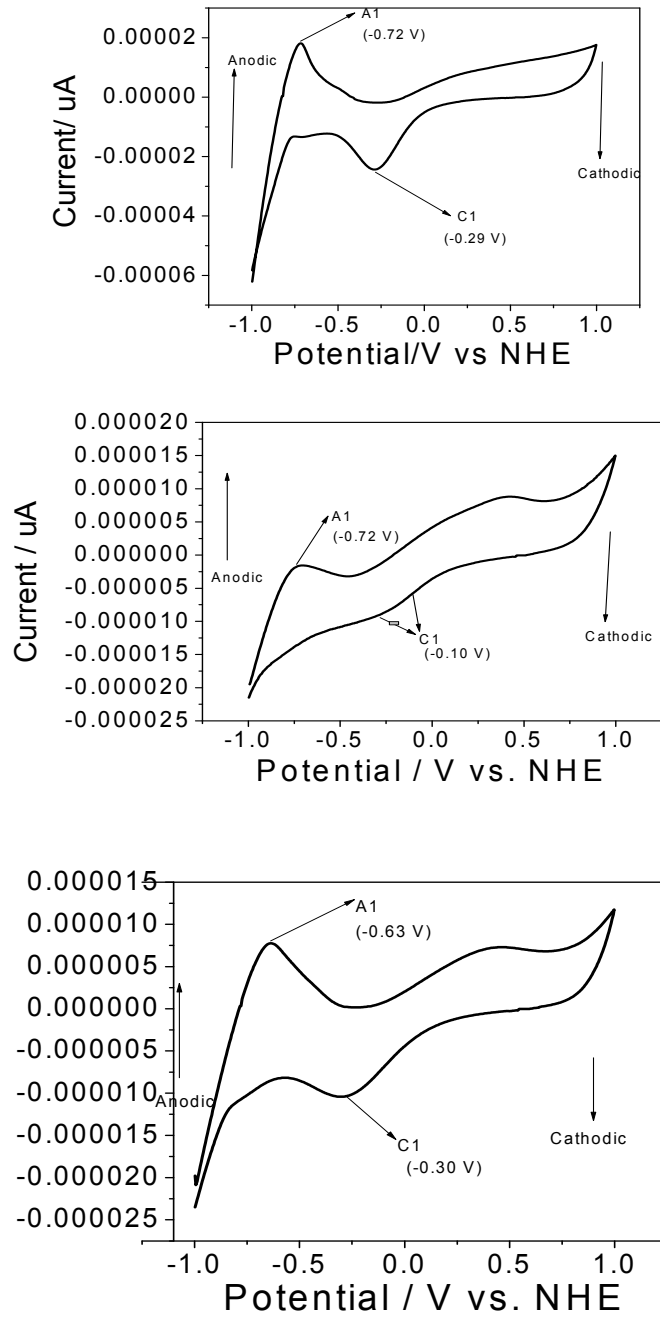 A1
(-0.72 V)
0.00002
Anodic
0.00000
-0.00002
Cathodic
C1
(-0.29 V)
-0.00004
-0.00006
Current/ uA
-1.0 -0.5 0.0 0.5 1.0
Potential/V vs NHE
0.000020
0.000015
0.000010
A1
(-0.72 V)
0.000005
0.000000
Anodic
-0.000005
C1
(-0.10 V)
Cathodic
-0.000010
-0.000015
-0.000020
-0.000025
Current / uA
-1.0 -0.5 0.0 0.5 1.0
Potential / V vs. NHE
0.000015
A1
(-0.63 V)
0.000010
0.000005
0.000000
-0.000005
-0.000010
Anodic
-0.000015
C1
(-0.30 V)
Cathodic
-0.000020
-0.000025
-1.0 -0.5 0.0 0.5 1.0
Potential / V vs. NHE